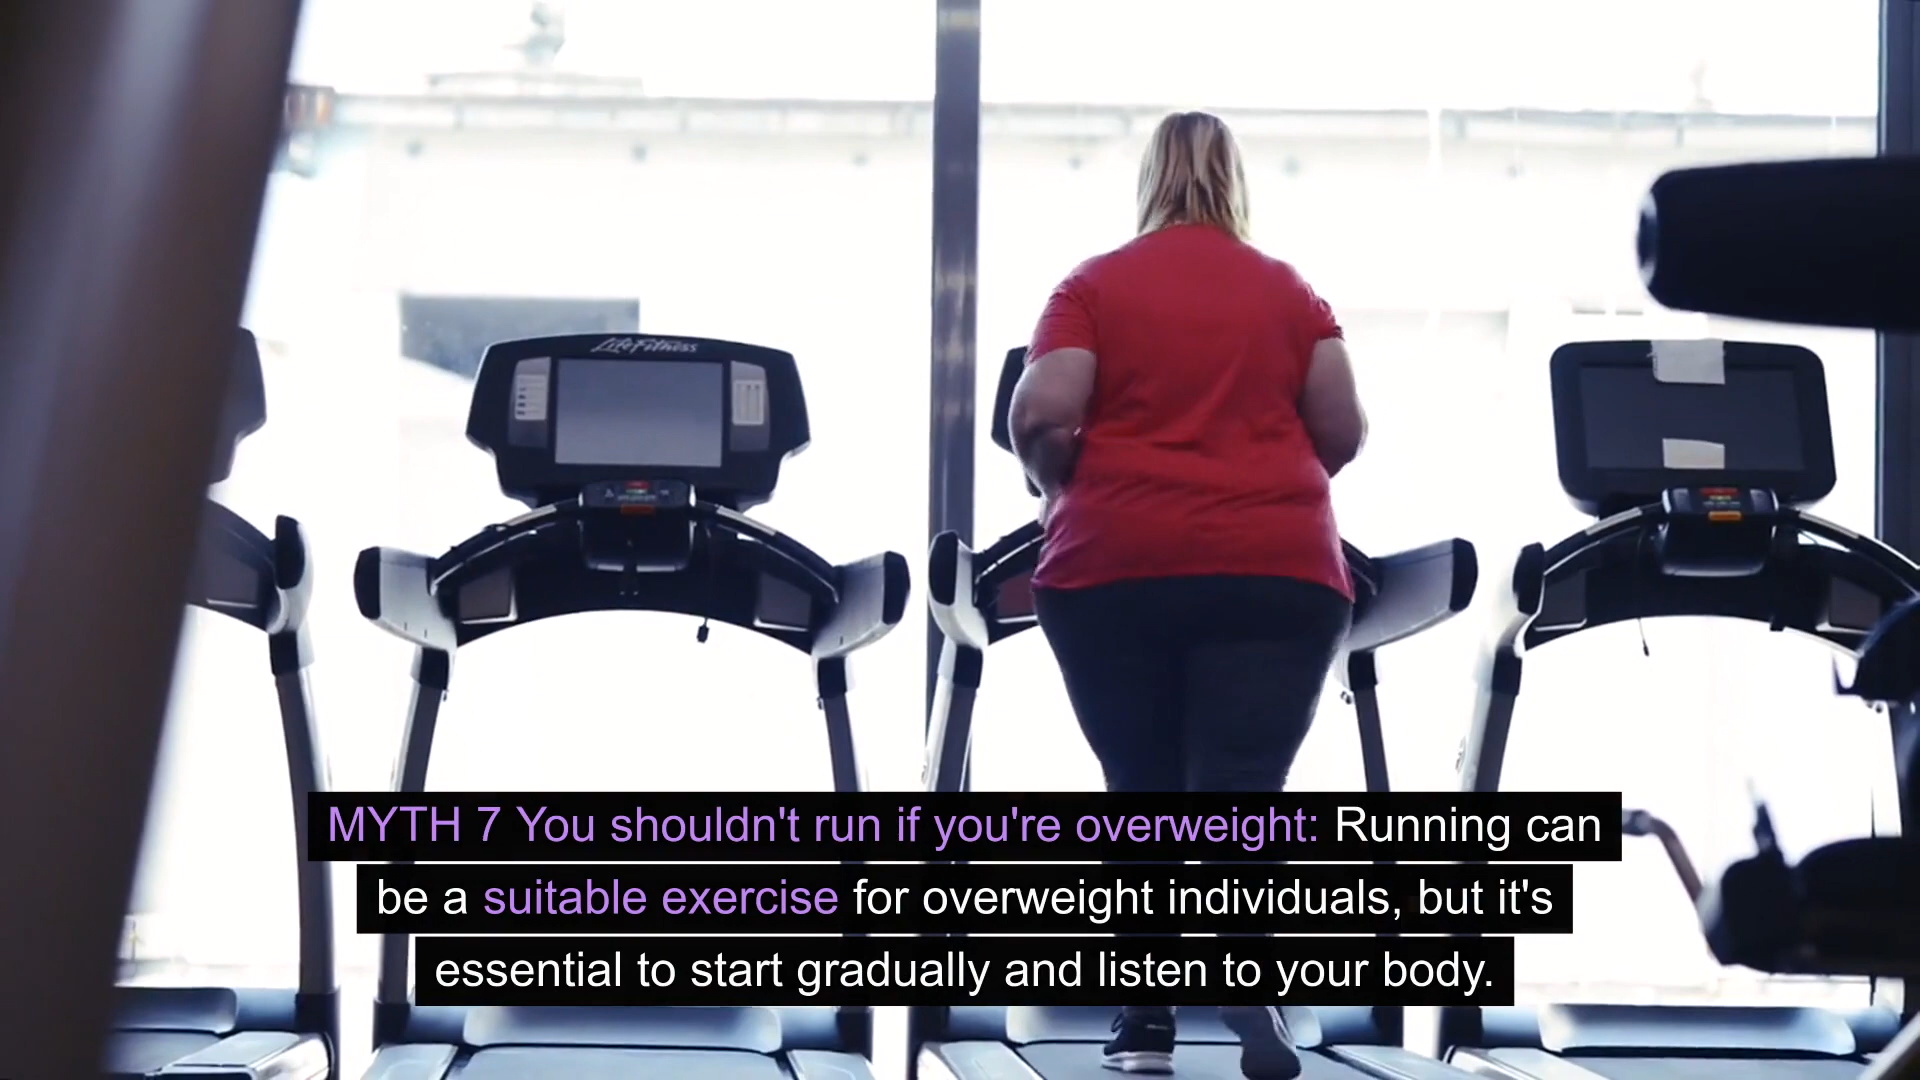 LifeFitness
MYTH 7 You shouldn't run if you're overweight: Running can
be a suitable exercise for overweight individuals, but it's
essential to start gradually and listen to your body.